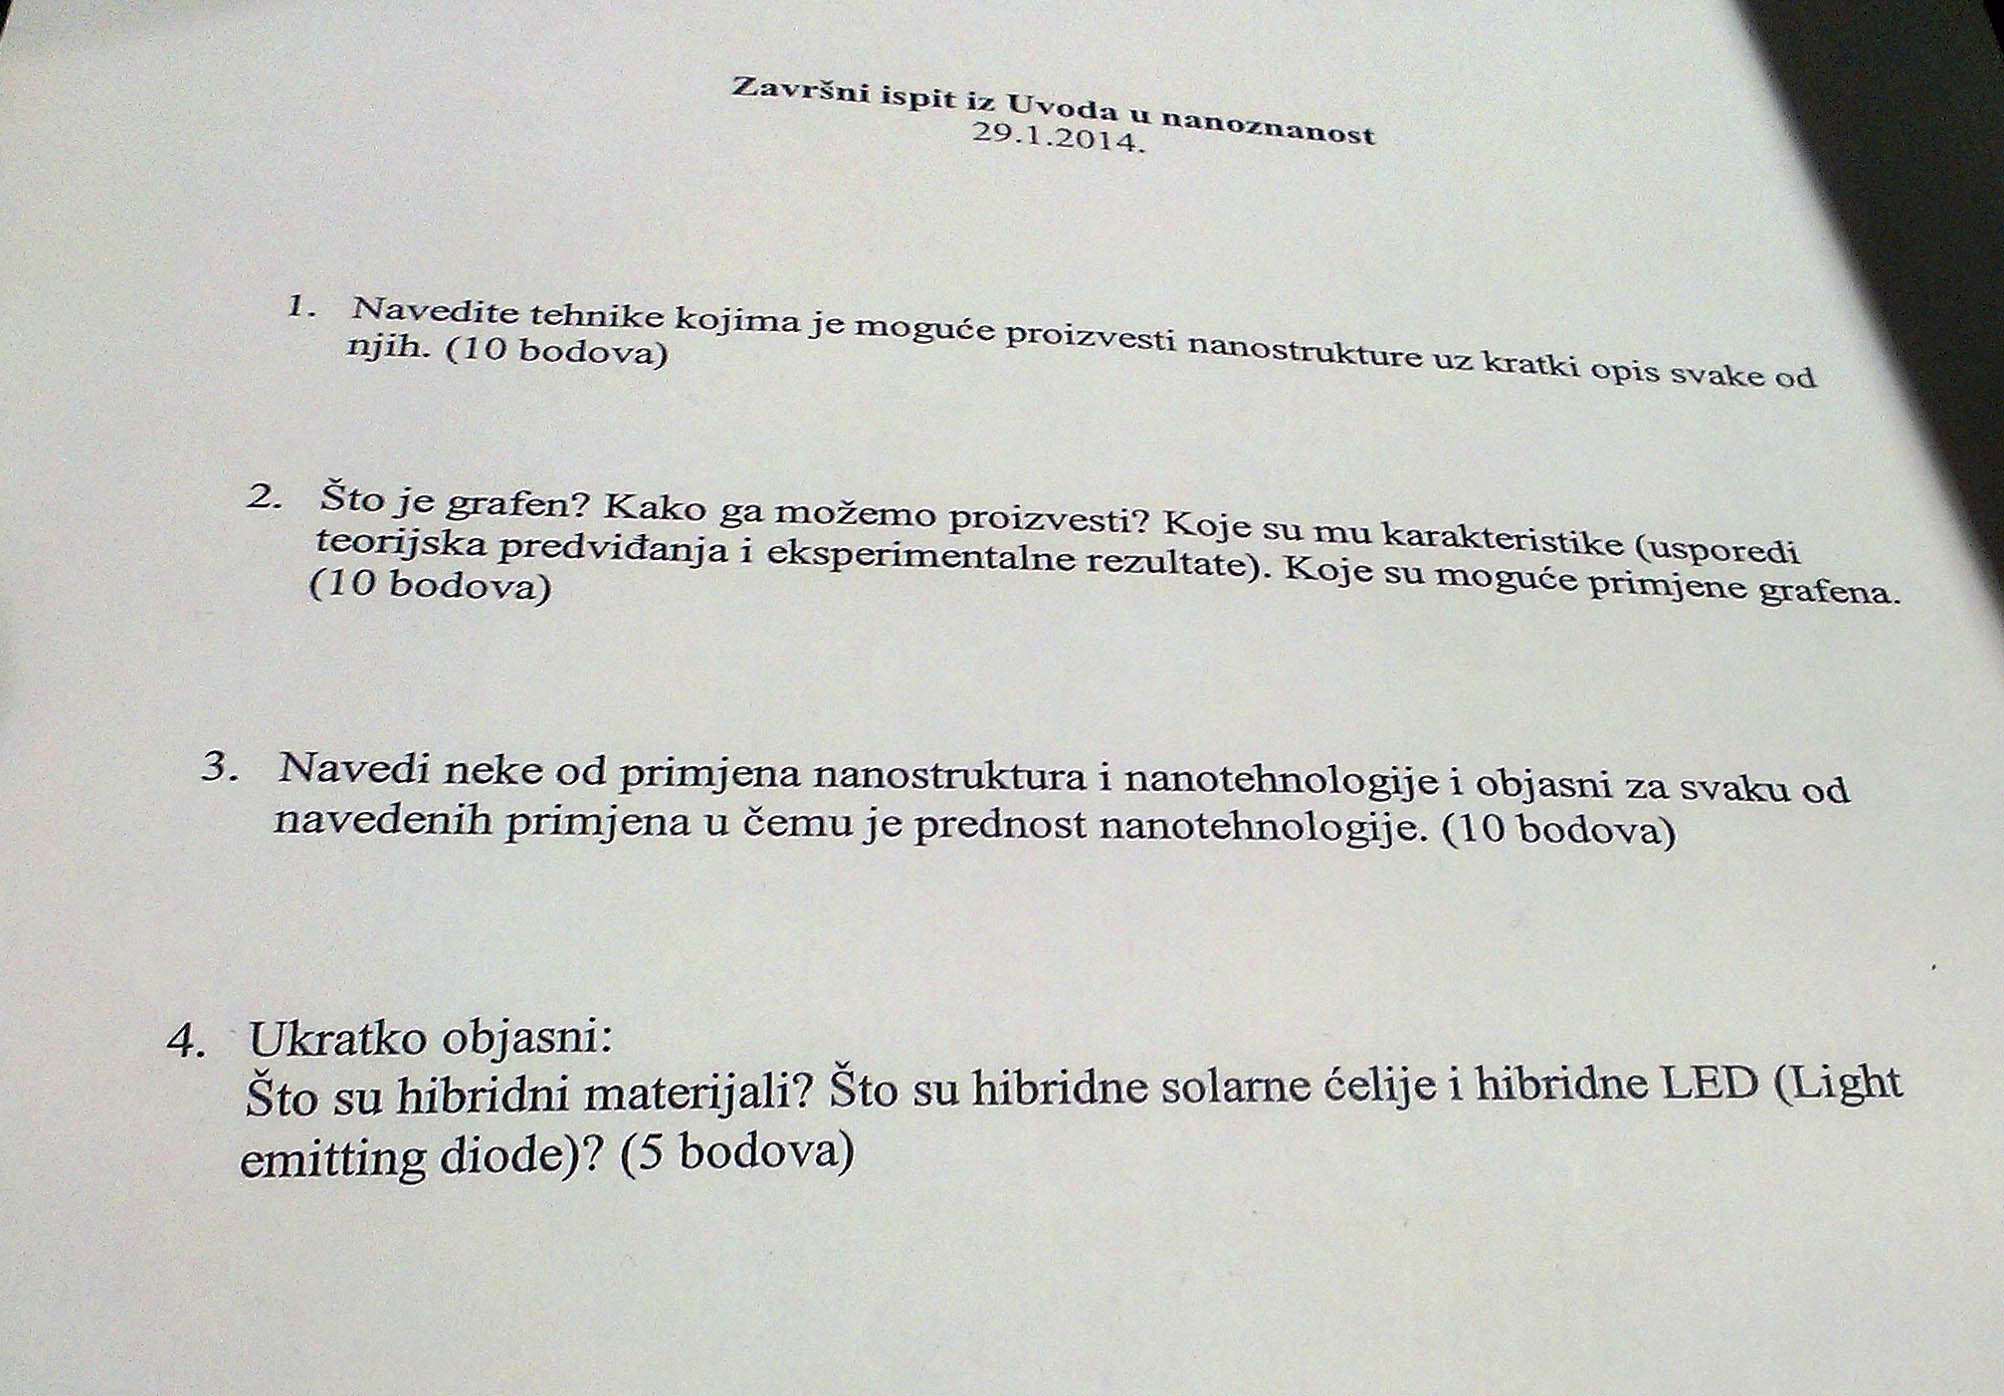 Završni ispit iz Uvoda u nanoznanost
29.1.2014.
1. Navedite tehnike kojima je moguće proizvesti nanostrukture uz kratki opis svake od
njih. (10 bodova)
2. Što je grafen? Kako ga možemo proizvesti? Koje su mu karakteristike (usporedi
teorijska predviđanja i eksperimentalne rezultate). Koje su moguće primjene grafena.
(10 bodova)
3. Navedi neke od primjena nanostruktura i nanotehnologije i objasni za svaku od
navedenih primjena u čemu je prednost nanotehnologije. (10 bodova)
4. Ukratko objasni:
Što su hibridni materijali? Što su hibridne solarne ćelije i hibridne LED (Light
emitting diode)? (5 bodova)